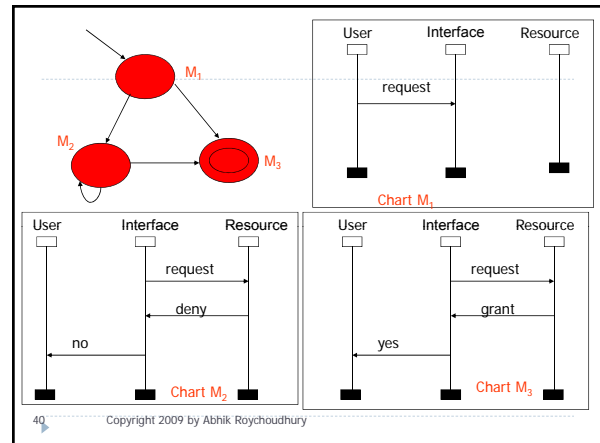 M1
M2
M3
User Interface Resource
request
Chart M1
User Interface Resource
request
deny
no
Chart M2
User Interface Resource
request
grant
yes
Chart M3
40 Copyright 2009 by Abhik Roychoudhury